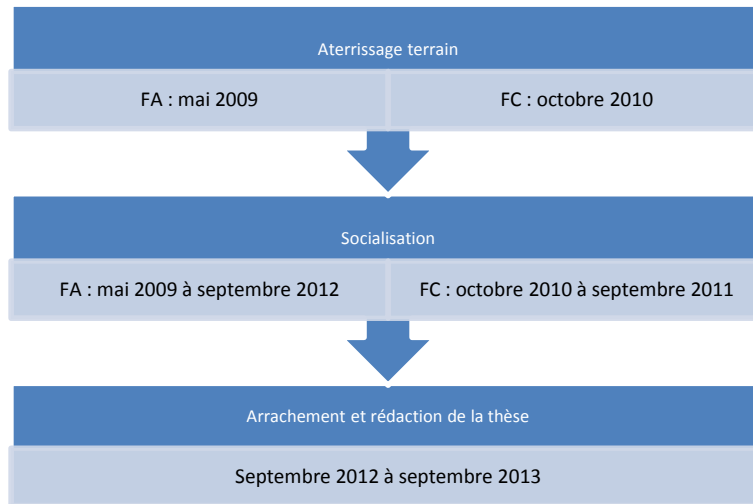 Aterrissage terrain
FA : mai 2009
FC : octobre 2010
Socialisation
FA : mai 2009 à septembre 2012
FC : octobre 2010 à septembre 2011
Arrachement et rédaction de la thèse
Septembre 2012 à septembre 2013